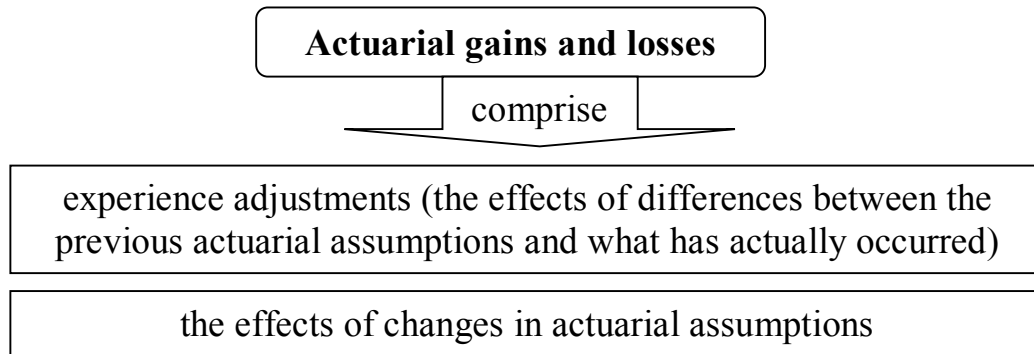 Actuarial gains and losses
comprise
experience adjustments (the effects of differences between the
previous actuarial assumptions and what has actually occurred)
the effects of changes in actuarial assumptions